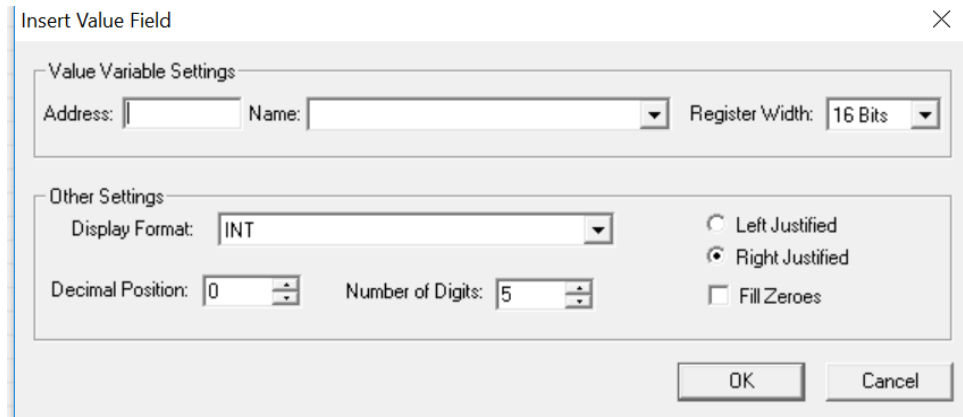 Insert Value Field
Value Variable Settings
Address: Name: Register Width: 16 Bits
Other Settings
Display Format: INT
Left Justified
Right Justified
Decimal Position: 0 Number of Digits: 5 Fill Zeroes
OK Cancel